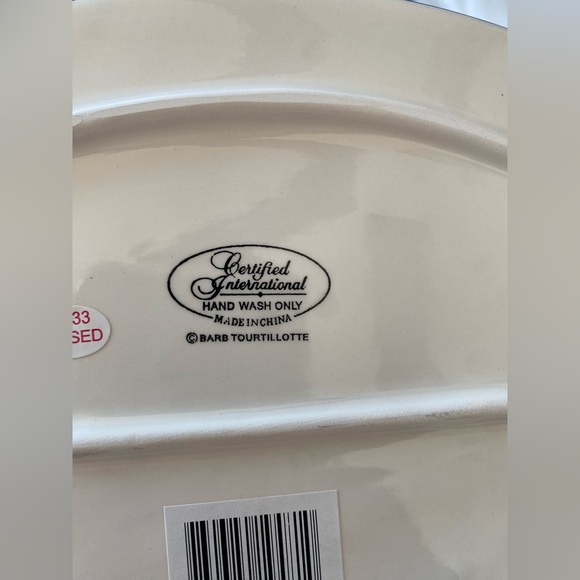 Certified
International
HAND WASH ONLY
MADE IN CHINA
© BARB TOURTILLOTTE
33
SED